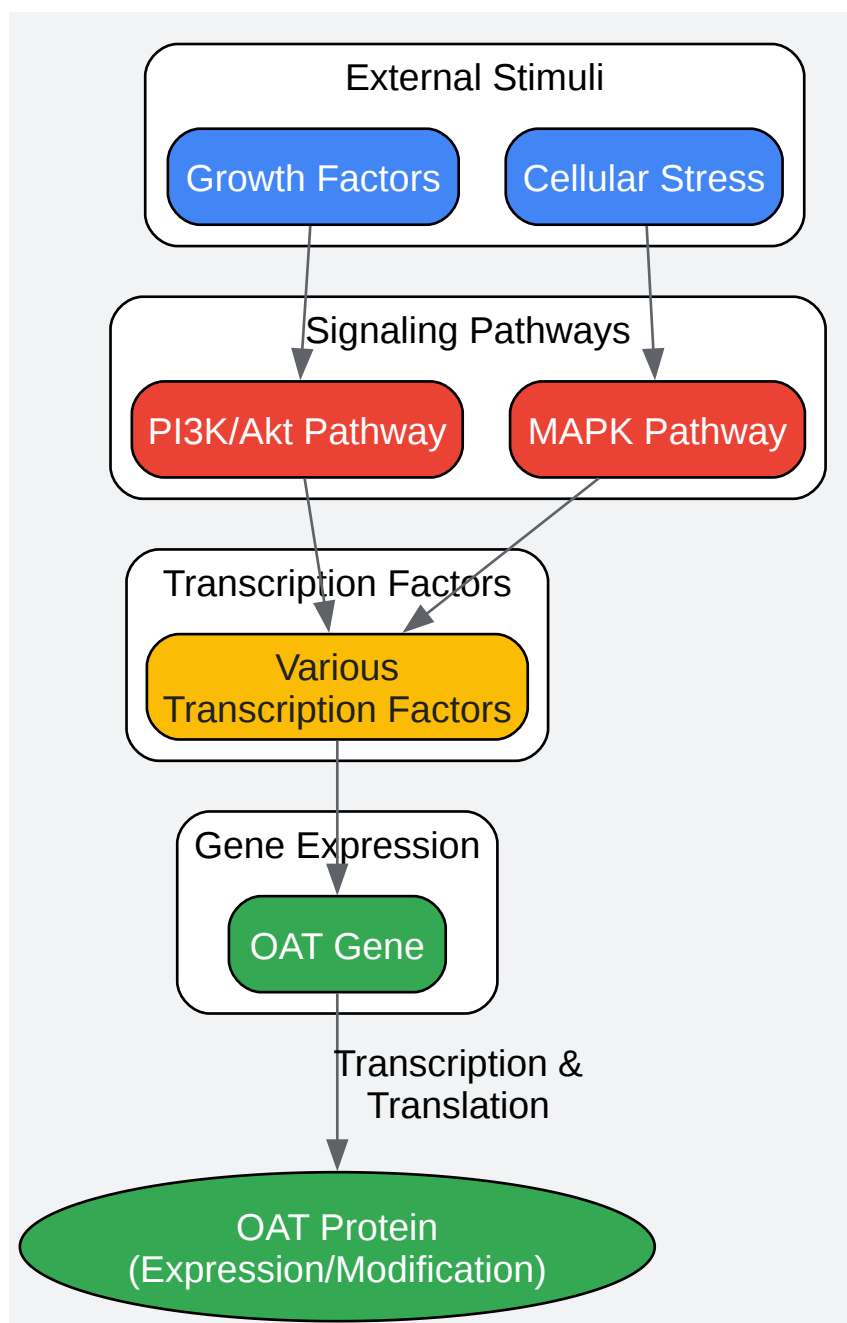 External Stimuli
Growth Factors
Cellular Stress
Signaling Pathways
PI3K/Akt Pathway
MAPK Pathway
Transcription Factors
Various
Transcription Factors
Gene Expression
OAT Gene
Transcription &
Translation
OAT Protein
(Expression/Modification)